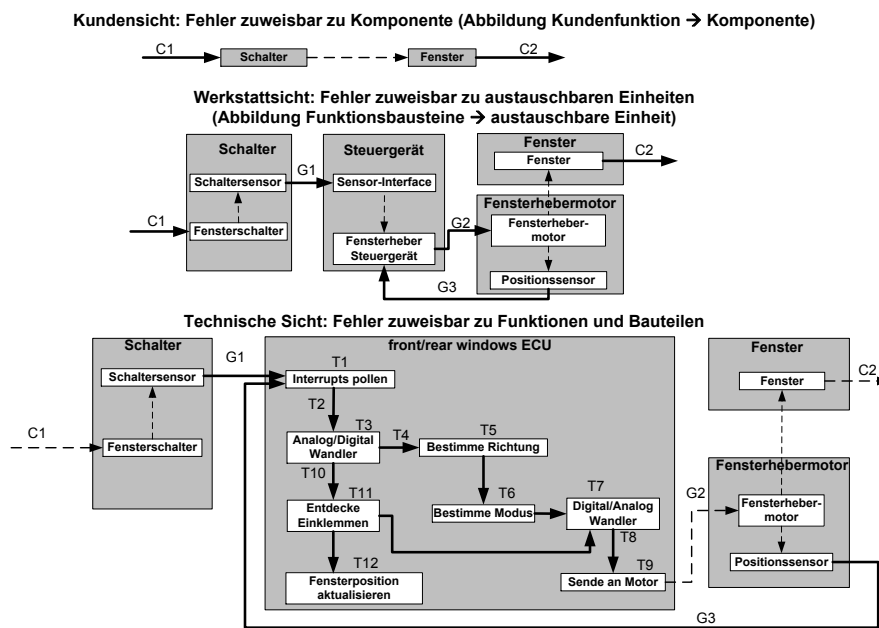 Kundensicht: Fehler zuweisbar zu Komponente (Abbildung Kundenfunktion → Komponente)
C1
Schalter
Fenster
C2
Werkstattsicht: Fehler zuweisbar zu austauschbaren Einheiten
(Abbildung Funktionsbausteine → austauschbare Einheit)
Schalter
Schaltersensor
C1
Fensterschalter
G1
Steuergerät
Sensor-Interface
Fensterheber
Steuergerät
G2
G3
Fenster
Fenster
C2
Fensterhebermotor
Fensterheber-
motor
Positionssensor
Technische Sicht: Fehler zuweisbar zu Funktionen und Bauteilen
Schalter
Schaltersensor
C1
Fensterschalter
G1
front/rear windows ECU
T1
Interrupts pollen
T2
T3
Analog/Digital
Wandler
T4
T5
Bestimme Richtung
T10
T11
Entdecke
Einklemmen
T6
Bestimme Modus
T7
Digital/Analog
Wandler
T8
T12
Fensterposition
aktualisieren
T9
Sende an Motor
Fenster
Fenster
C2
Fensterhebermotor
G2
Fensterheber-
motor
Positionssensor
G3